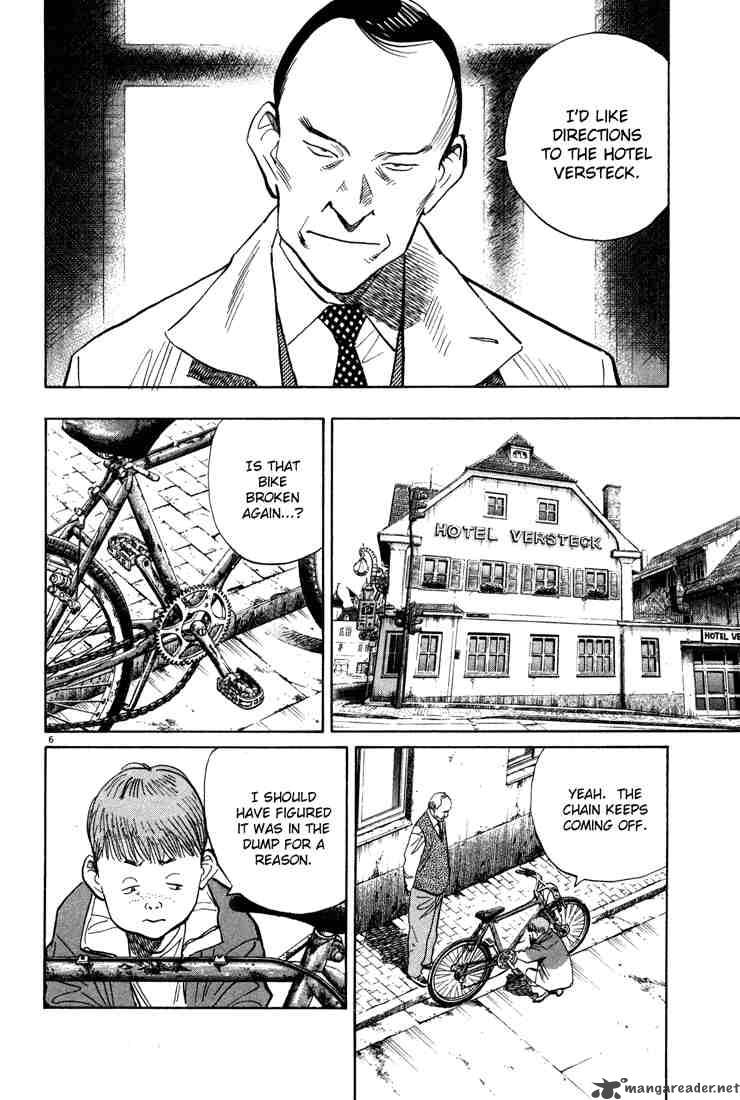 I'D LIKE
DIRECTIONS
TO THE HOTEL
VERSTECK.
HOTEL VERSTECK
HOTEL VE
IS THAT
BIKE
BROKEN
AGAIN...?
6
YEAH. THE
CHAIN KEEPS
COMING OFF.
I SHOULD
HAVE FIGURED
IT WAS IN THE
DUMP FOR A
REASON.
mangareader.net